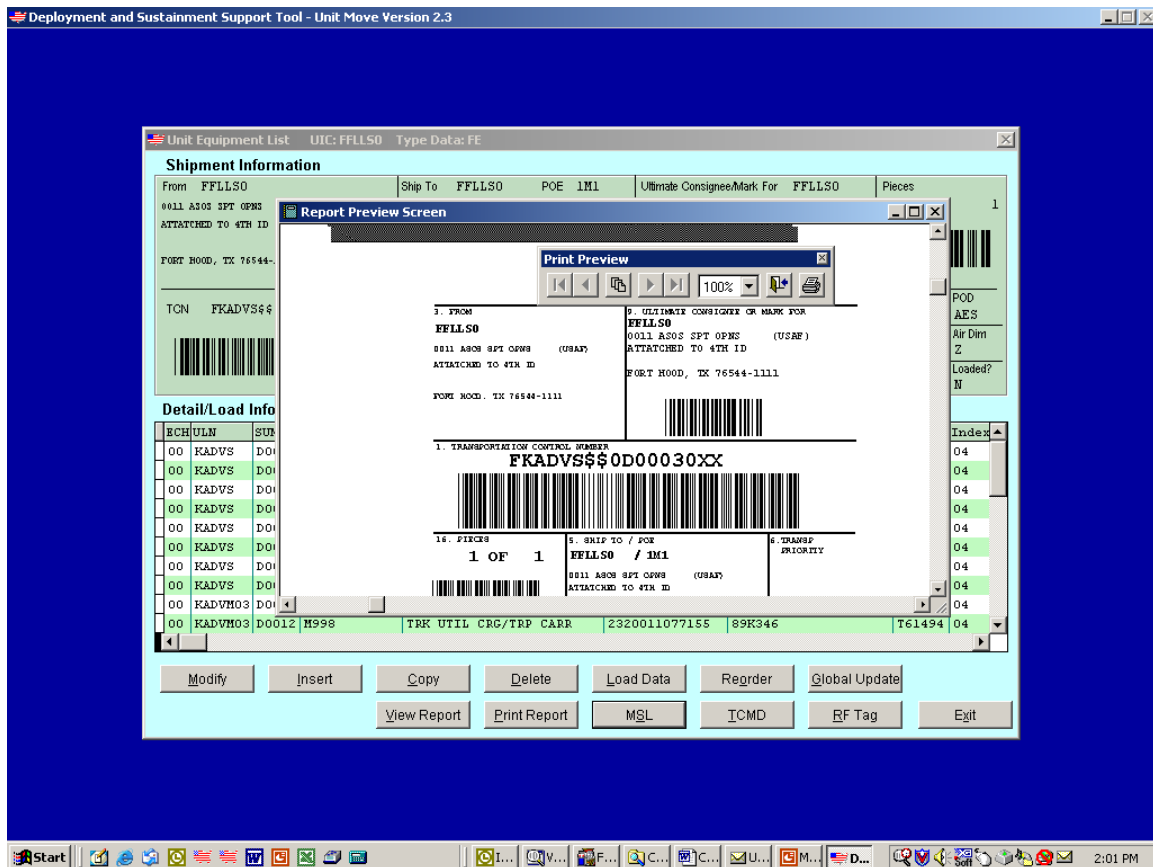 Deployment and Sustainment Support Tool - Unit Move Version 2.3
Unit Equipment List UIC: FFLLS0 Type Data: FE
Shipment Information
From FFLLS0 Ship To FFLLS0 POE 1M1 Ultimate Consignee/Mark For FFLLS0 Pieces
0011 ASOS SPT OPNS 1
ATTATCHED TO 4TH ID
FORT HOOD, TX 76544-
TCN FKADVS$$ POD
AES
Air Dim
Z
Loaded?
N
Report Preview Screen
Print Preview
100%
3. FROM
FFLLS0
0011 ASOS SPT OPNS (USAF)
ATTATCHED TO 4TH ID
FORT HOOD, TX 76544-1111
9. ULTIMATE CONSIGNEE OR MARK FOR
FFLLS0
0011 ASOS SPT OPNS (USAF)
ATTATCHED TO 4TH ID
FORT HOOD, TX 76544-1111
1. TRANSPORTATION CONTROL NUMBER
FKADVS$$0D00030XX
16. PIECES
1 OF 1
5. SHIP TO / POE
FFLLS0 / 1M1
0011 ASOS SPT OPNS (USAF)
ATTATCHED TO 4TH ID
6.TRANSP
PRIORITY
Detail/Load Info
ECH ULN SUN Index
00 KADVS D0 04
00 KADVS D0 04
00 KADVS D0 04
00 KADVS D0 04
00 KADVS D0 04
00 KADVS D0 04
00 KADVS D0 04
00 KADVS D0 04
00 KADVM03 D0 04
00 KADVM03 D0012 M998 TRK UTIL CRG/TRP CARR 2320011077155 89K346 T61494 04
Modify Insert Copy Delete Load Data Reorder Global Update
View Report Print Report MSL TCMD RF Tag Exit
Start I... V... F... C... C... U... M... D... 2:01 PM